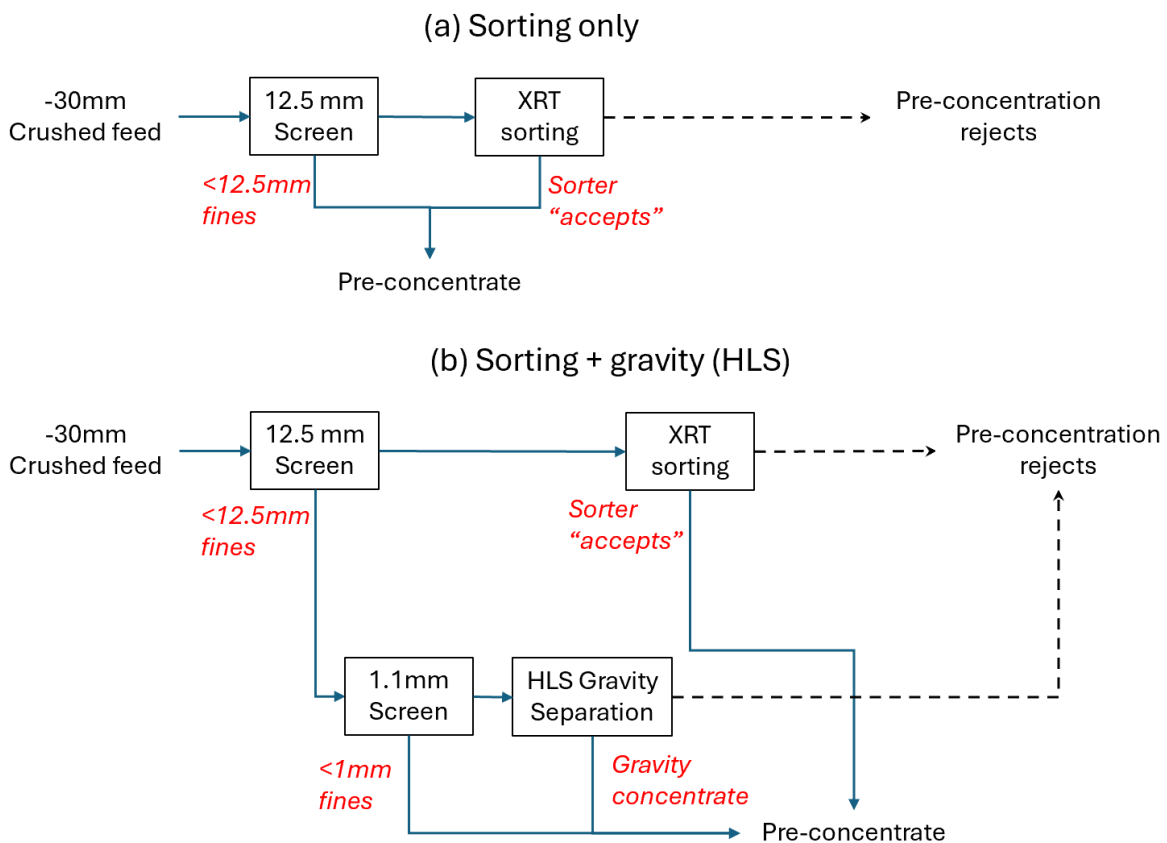 (a) Sorting only
-30mm
Crushed feed
12.5 mm
Screen
XRT
sorting
Pre-concentration
rejects
<12.5mm
fines
Sorter
“accepts”
Pre-concentrate
(b) Sorting + gravity (HLS)
-30mm
Crushed feed
12.5 mm
Screen
XRT
sorting
Pre-concentration
rejects
<12.5mm
fines
Sorter
“accepts”
1.1mm
Screen
HLS Gravity
Separation
<1mm
fines
Gravity
concentrate
Pre-concentrate